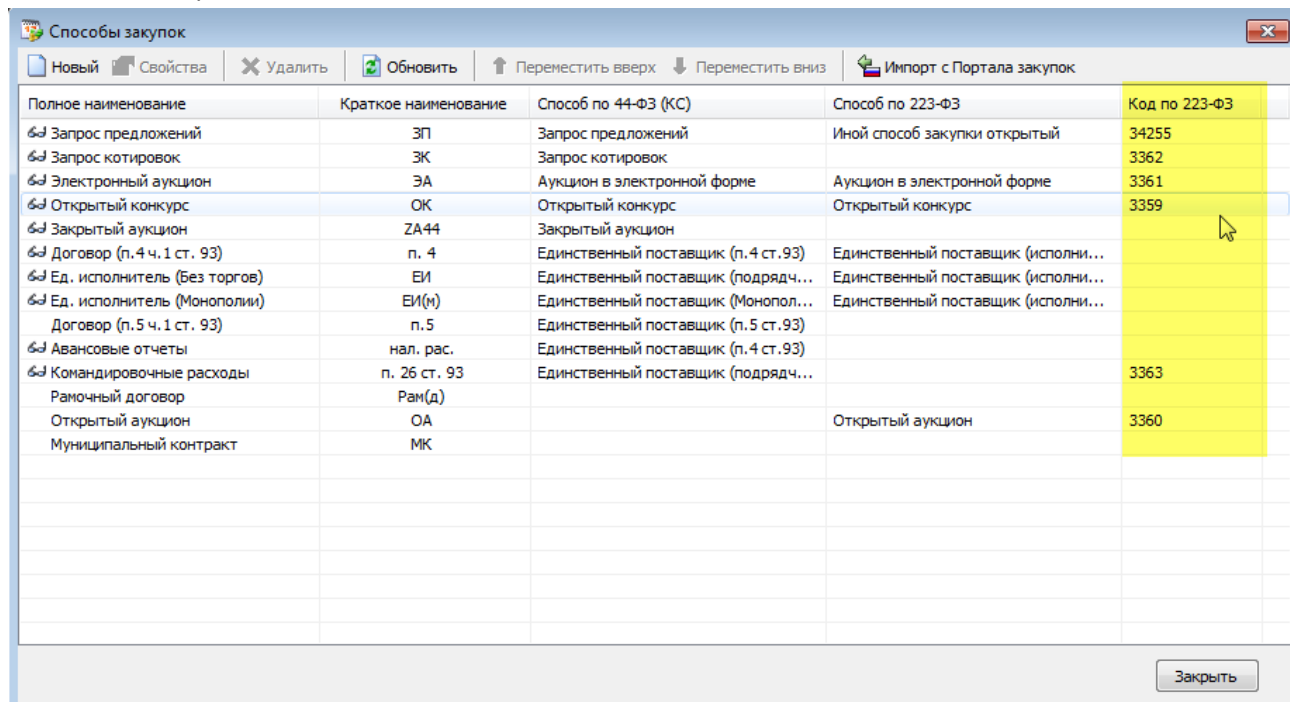 Способы закупок
Новый Свойства Удалить Обновить Переместить вверх Переместить вниз Импорт с Портала закупок
Полное наименование Краткое наименование Способ по 44-ФЗ (КС) Способ по 223-ФЗ Код по 223-ФЗ
Запрос предложений ЗП Запрос предложений Иной способ закупки открытый 34255
Запрос котировок ЗК Запрос котировок 3362
Электронный аукцион ЭА Аукцион в электронной форме Аукцион в электронной форме 3361
Открытый конкурс ОК Открытый конкурс Открытый конкурс 3359
Закрытый аукцион ZA44 Закрытый аукцион
Договор (п.4 ч.1 ст. 93) п. 4 Единственный поставщик (п.4 ст.93) Единственный поставщик (исполни...
Ед. исполнитель (Без торгов) ЕИ Единственный поставщик (подрядч... Единственный поставщик (исполни...
Ед. исполнитель (Монополии) ЕИ(м) Единственный поставщик (Монопол... Единственный поставщик (исполни...
Договор (п.5 ч.1 ст. 93) п.5 Единственный поставщик (п.5 ст.93)
Авансовые отчеты нал. рас. Единственный поставщик (п.4 ст.93)
Командировочные расходы п. 26 ст. 93 Единственный поставщик (подрядч... 3363
Рамочный договор Рам(д)
Открытый аукцион ОА Открытый аукцион 3360
Муниципальный контракт МК
Закрыть